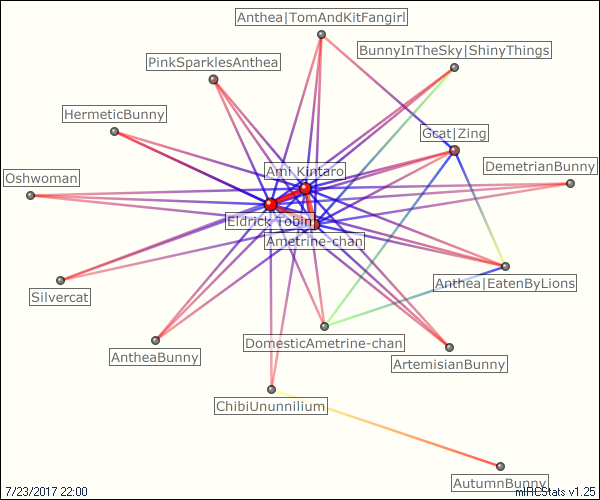 Anthea|TomAndKitFangirl
BunnyInTheSky|ShinyThings
PinkSparklesAnthea
HermeticBunny
Gcat|Zing
Ami Kintaro
DemetrianBunny
Oshwoman
Eldrick Tobin
Ametrine-chan
Anthea|EatenByLions
Silvercat
DomesticAmetrine-chan
AntheaBunny
ArtemisianBunny
ChibiUnunnilium
AutumnBunny
7/23/2017 22:00
mIRCStats v1.25